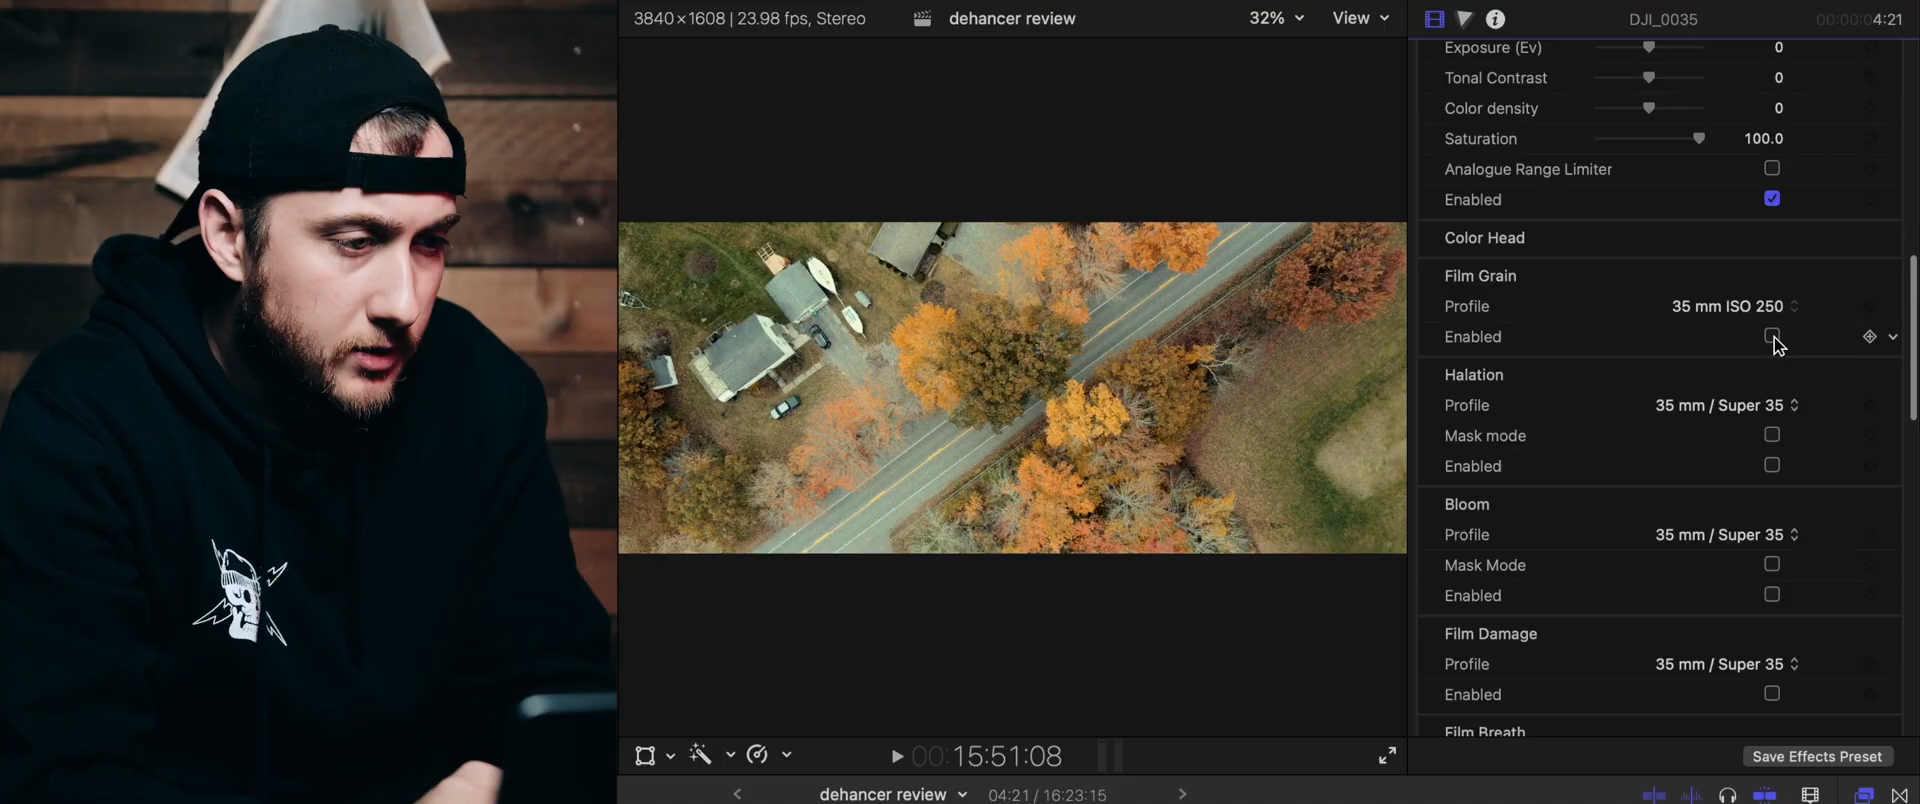 3840×1608 | 23.98 fps, Stereo
dehancer review
32%
View
DJI_0035
00:00:04:21
Exposure (Ev) 0
Tonal Contrast 0
Color density 0
Saturation 100.0
Analogue Range Limiter
Enabled
Color Head
Film Grain
Profile 35 mm ISO 250
Enabled
Halation
Profile 35 mm / Super 35
Mask mode
Enabled
Bloom
Profile 35 mm / Super 35
Mask Mode
Enabled
Film Damage
Profile 35 mm / Super 35
Enabled
Film Breath
00:15:51:08
Save Effects Preset
dehancer review
04:21 / 16:23:15